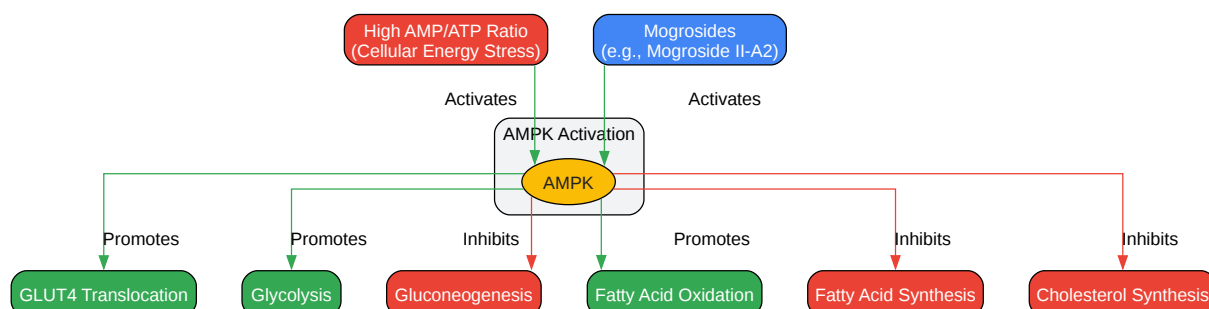 High AMP/ATP Ratio
(Cellular Energy Stress)
Mogrosides
(e.g., Mogroside II-A2)
Activates
Activates
AMPK Activation
AMPK
Promotes
Promotes
Inhibits
Promotes
Inhibits
Inhibits
GLUT4 Translocation
Glycolysis
Gluconeogenesis
Fatty Acid Oxidation
Fatty Acid Synthesis
Cholesterol Synthesis